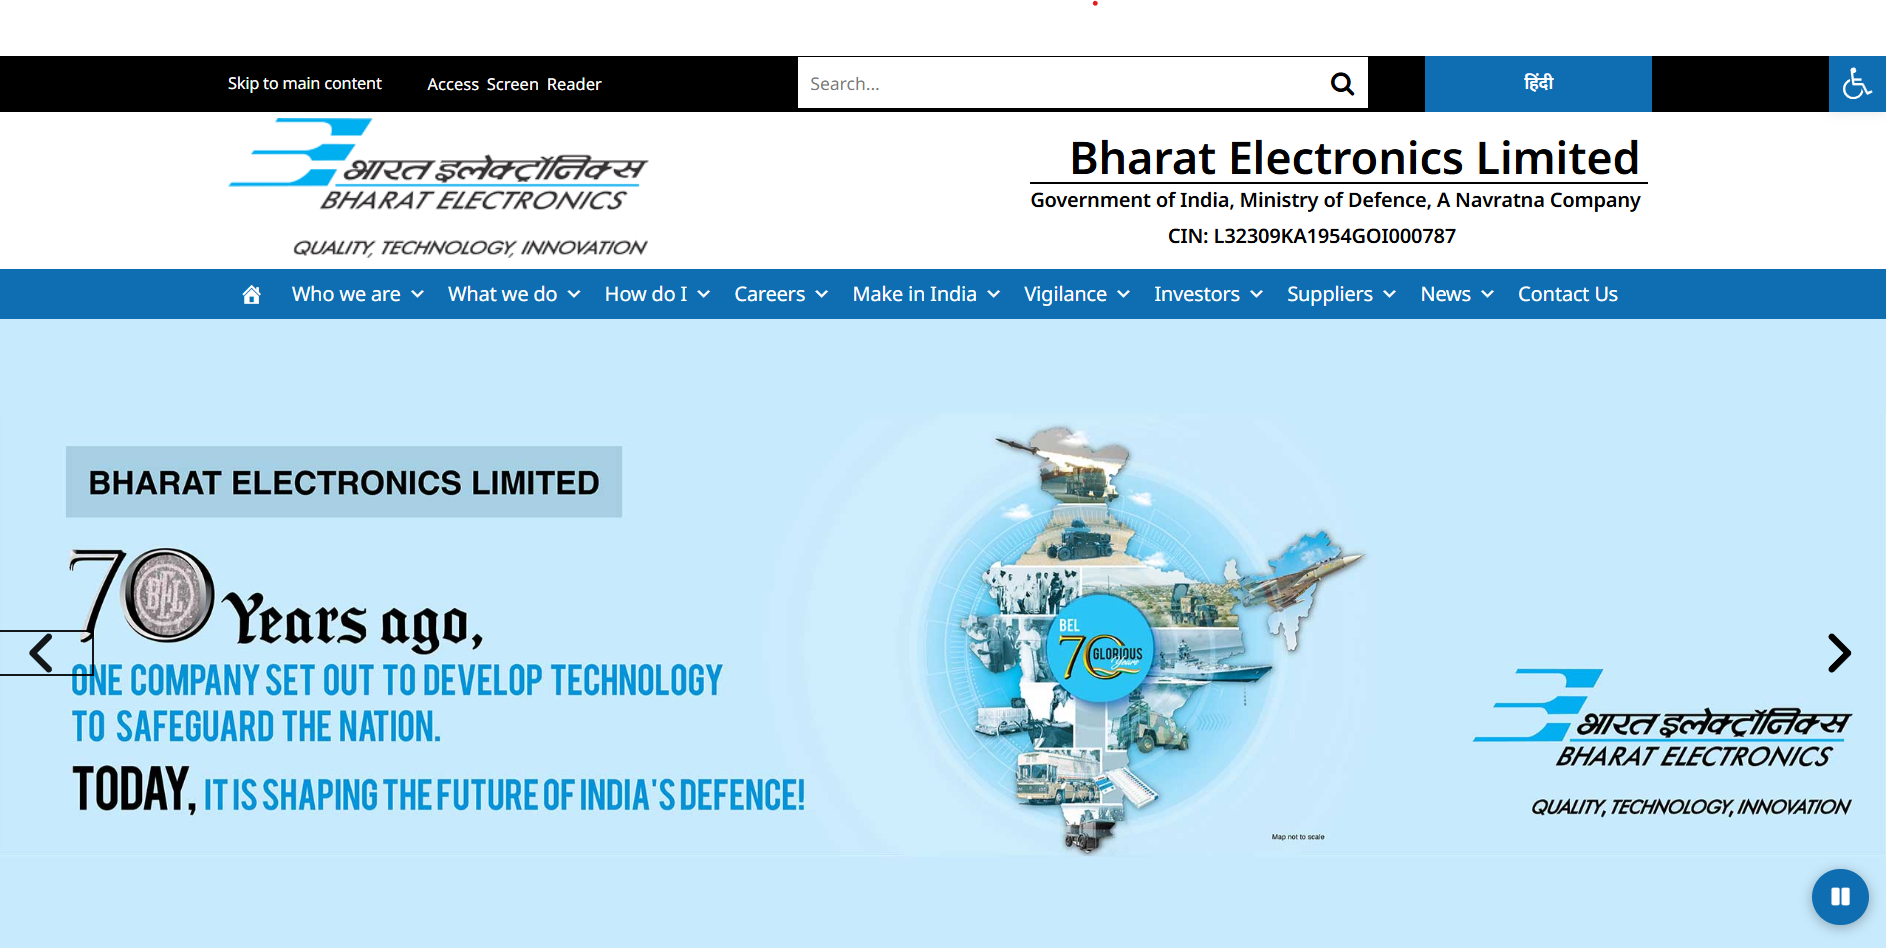 Skip to main content Access Screen Reader Search... हिंदी
भारत इलेक्ट्रॉनिक्स
BHARAT ELECTRONICS
QUALITY, TECHNOLOGY, INNOVATION
Bharat Electronics Limited
Government of India, Ministry of Defence, A Navratna Company
CIN: L32309KA1954GOI000787
Who we are What we do How do I Careers Make in India Vigilance Investors Suppliers News Contact Us
BHARAT ELECTRONICS LIMITED
70 Years ago,
ONE COMPANY SET OUT TO DEVELOP TECHNOLOGY
TO SAFEGUARD THE NATION.
TODAY, IT IS SHAPING THE FUTURE OF INDIA'S DEFENCE!
BEL
70 GLORIOUS
Years
Map not to scale
भारत इलेक्ट्रॉनिक्स
BHARAT ELECTRONICS
QUALITY, TECHNOLOGY, INNOVATION